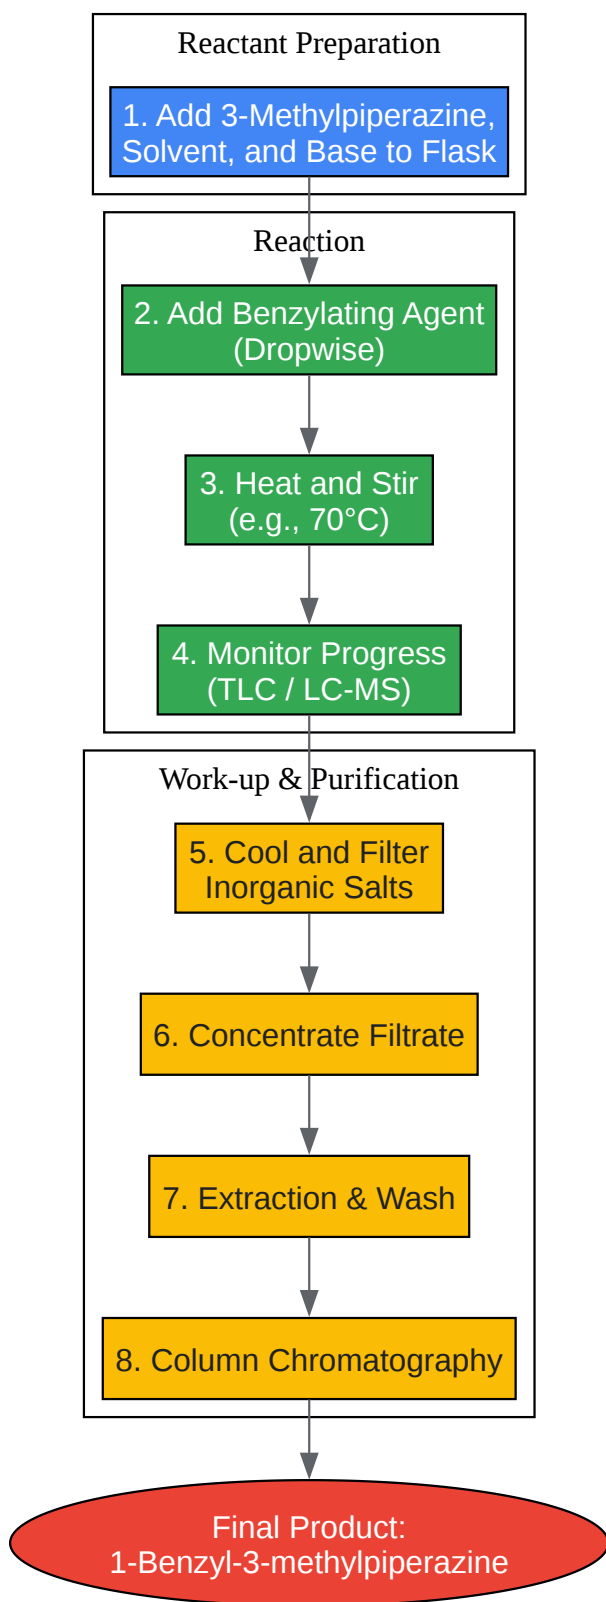 Reactant Preparation
1. Add 3-Methylpiperazine,
Solvent, and Base to Flask
Reaction
2. Add Benzylating Agent
(Dropwise)
3. Heat and Stir
(e.g., 70°C)
4. Monitor Progress
(TLC / LC-MS)
Work-up & Purification
5. Cool and Filter
Inorganic Salts
6. Concentrate Filtrate
7. Extraction & Wash
8. Column Chromatography
Final Product:
1-Benzyl-3-methylpiperazine